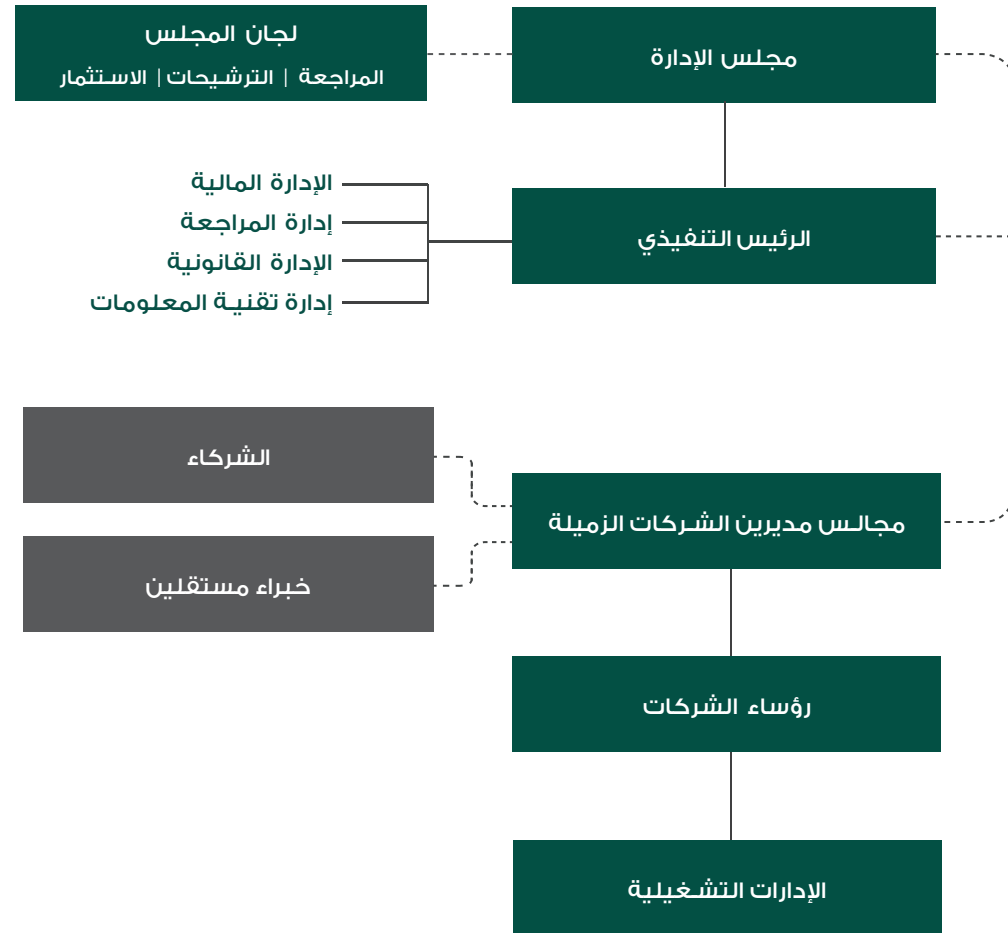 مجلس الإدارة
لجان المجلس
المراجعة | الترشيحات | الاستثمار
الرئيس التنفيذي
الإدارة المالية
إدارة المراجعة
الإدارة القانونية
إدارة تقنية المعلومات
الشركاء
مجالس مديرين الشركات الزميلة
خبراء مستقلين
رؤساء الشركات
الإدارات التشغيلية